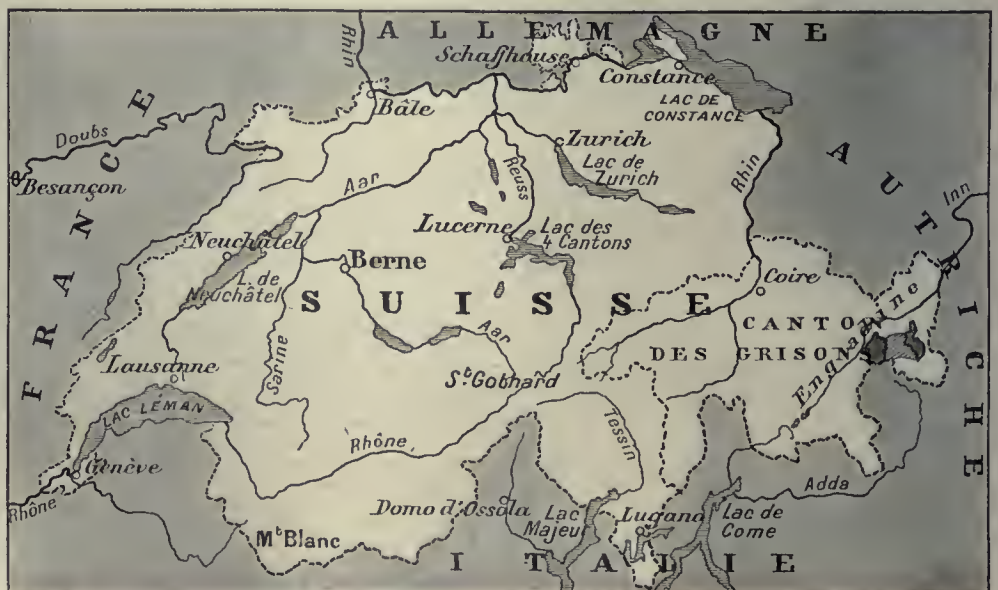 ALLEMAGNE
Rhin
Schaffhouse
Constance
Bâle
LAC DE
CONSTANCE
FRANCE
Doubs
Besançon
Zurich
Lac de
Zurich
Reuss
Rhin
AUTRICHE
Inn
Aar
Neuchâtel
L. de
Neuchâtel
Lucerne
Lac des
4 Cantons
Berne
Coire
SUISSE
CANTON
DES GRISONS
Engadine
Aar
Sarine
Lausanne
St Gothard
LAC LÉMAN
Rhône
Tessin
Genève
Rhône
Domo d'Ossola
Lac
Majeur
Lugano
Lac de
Come
Adda
Mt Blanc
ITALIE